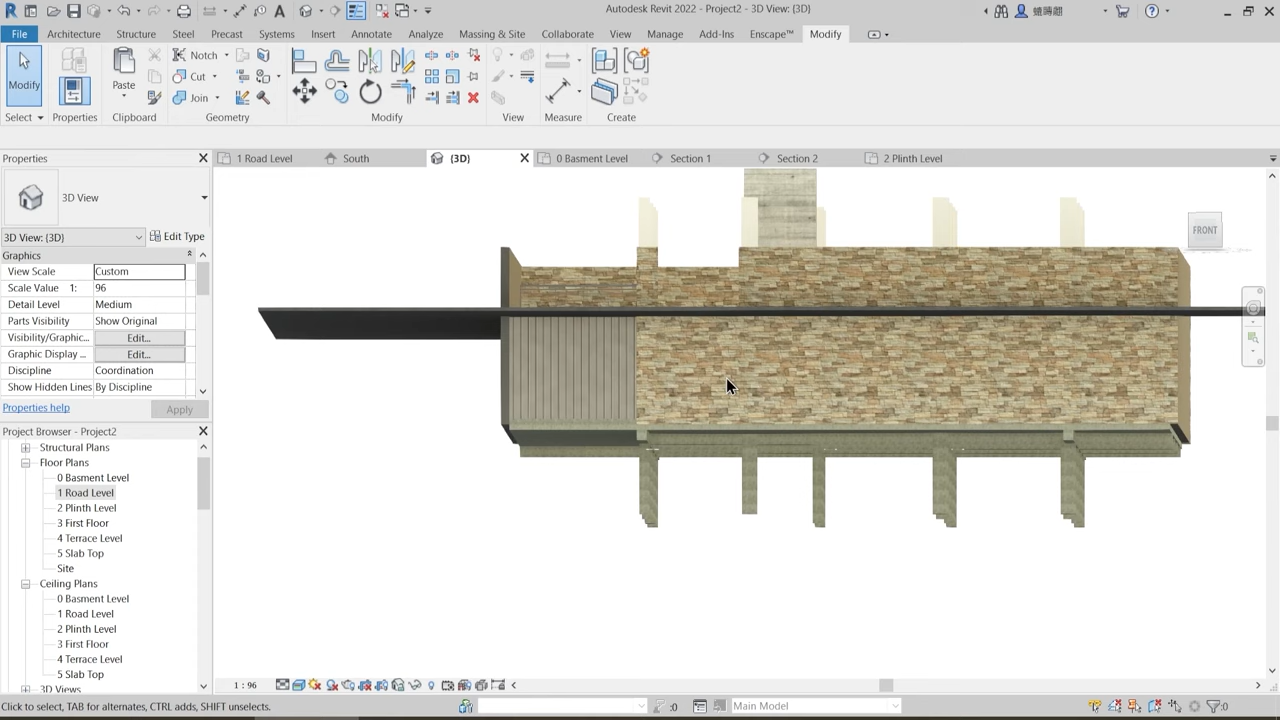 Autodesk Revit 2022 - Project2 - 3D View: {3D}
File Architecture Structure Steel Precast Systems Insert Annotate Analyze Massing & Site Collaborate View Manage Add-Ins Enscape™ Modify
Modify
Paste
Notch
Cut
Join
Select Properties Clipboard Geometry Modify View Measure Create
Properties
1 Road Level South {3D} 0 Basment Level Section 1 Section 2 2 Plinth Level
3D View
3D View: {3D} Edit Type
Graphics
View Scale Custom
Scale Value 1: 96
Detail Level Medium
Parts Visibility Show Original
Visibility/Graphic... Edit...
Graphic Display ... Edit...
Discipline Coordination
Show Hidden Lines By Discipline
Properties help Apply
Project Browser - Project2
Structural Plans
Floor Plans
0 Basment Level
1 Road Level
2 Plinth Level
3 First Floor
4 Terrace Level
5 Slab Top
Site
Ceiling Plans
0 Basment Level
1 Road Level
2 Plinth Level
3 First Floor
4 Terrace Level
5 Slab Top
3D Views
FRONT
1 : 96
Click to select, TAB for alternates, CTRL adds, SHIFT unselects.
:0
Main Model
:0